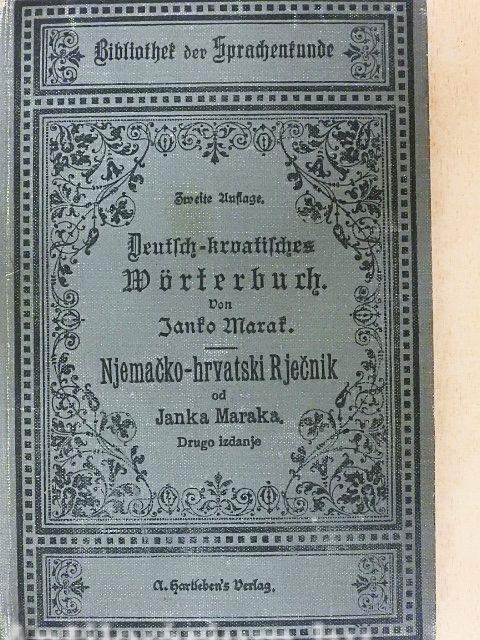 Bibliothek der Sprachenkunde
Zweite Auflage.
Deutsch-kroatisches
Wörterbuch.
Von
Janko Marak.
Njemačko-hrvatski Rječnik
od
Janka Maraka.
Drugo izdanje
A. Hartleben's Verlag.